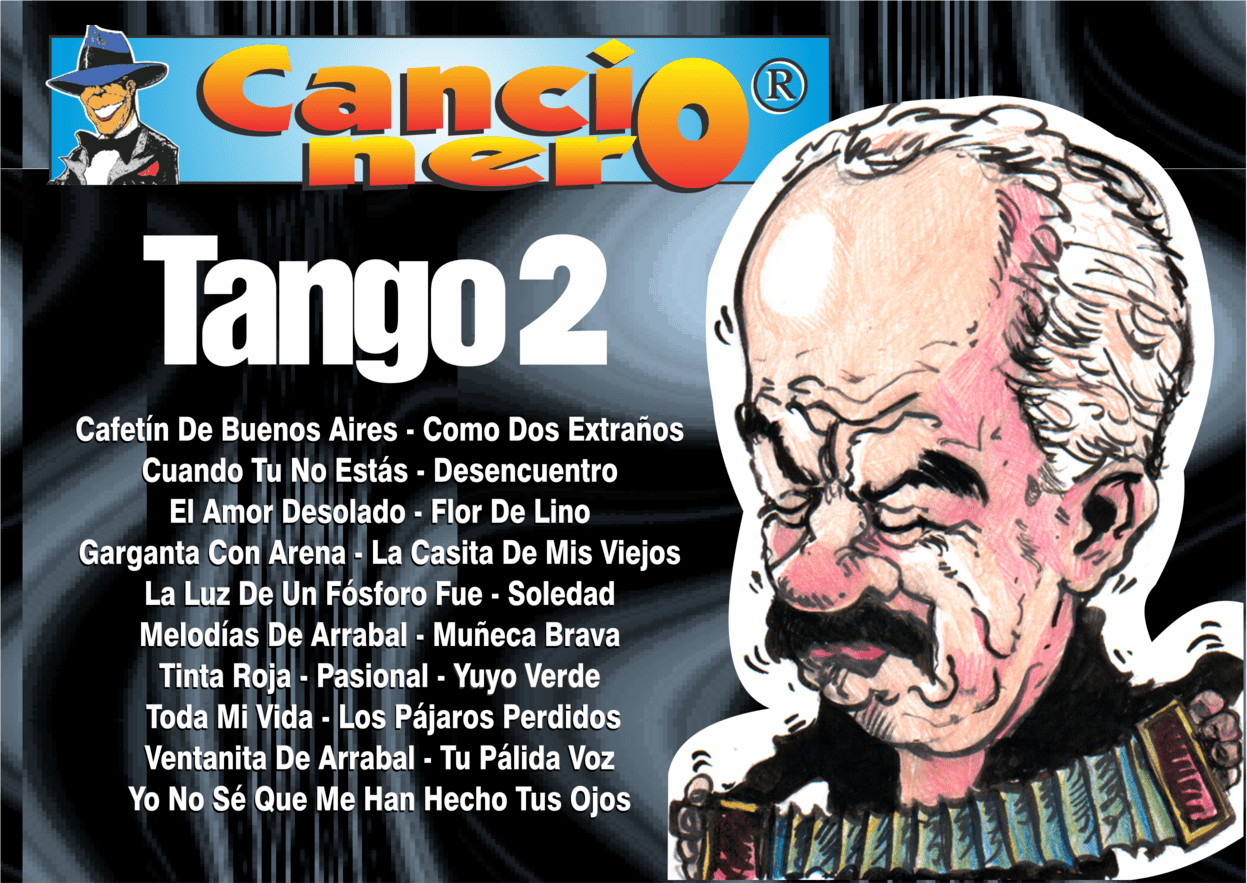 Cancionero®
Tango 2
Cafetín De Buenos Aires - Como Dos Extraños
Cuando Tu No Estás - Desencuentro
El Amor Desolado - Flor De Lino
Garganta Con Arena - La Casita De Mis Viejos
La Luz De Un Fósforo Fue - Soledad
Melodías De Arrabal - Muñeca Brava
Tinta Roja - Pasional - Yuyo Verde
Toda Mi Vida - Los Pájaros Perdidos
Ventanita De Arrabal - Tu Pálida Voz
Yo No Sé Que Me Han Hecho Tus Ojos